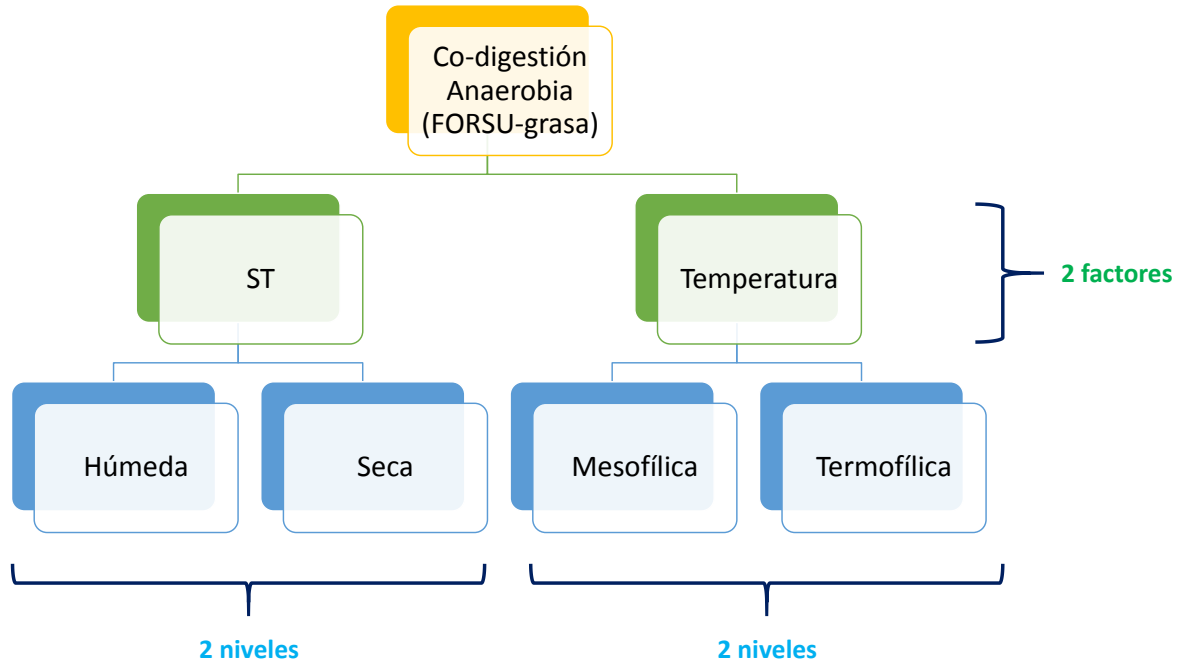 Co-digestión
Anaerobia
(FORSU-grasa)
ST
Temperatura
2 factores
Húmeda
Seca
Mesofílica
Termofílica
2 niveles
2 niveles